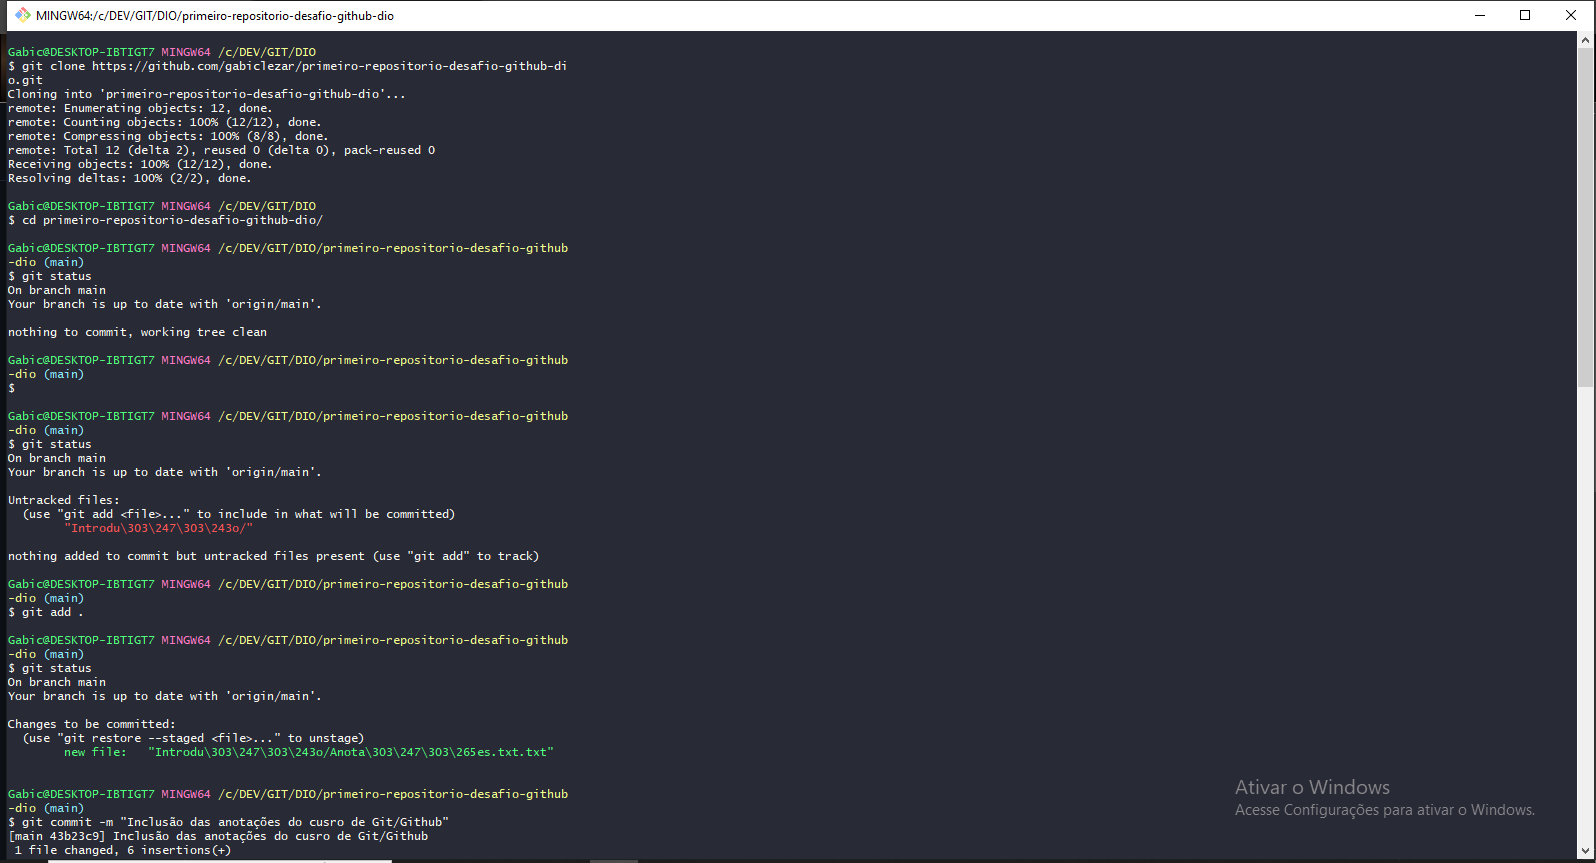 MINGW64:/c/DEV/GIT/DIO/primeiro-repositorio-desafio-github-dio
Gabic@DESKTOP-IBTIGT7 MINGW64 /c/DEV/GIT/DIO
$ git clone https://github.com/gabiclezar/primeiro-repositorio-desafio-github-di
o.git
Cloning into 'primeiro-repositorio-desafio-github-dio'...
remote: Enumerating objects: 12, done.
remote: Counting objects: 100% (12/12), done.
remote: Compressing objects: 100% (8/8), done.
remote: Total 12 (delta 2), reused 0 (delta 0), pack-reused 0
Receiving objects: 100% (12/12), done.
Resolving deltas: 100% (2/2), done.
Gabic@DESKTOP-IBTIGT7 MINGW64 /c/DEV/GIT/DIO
$ cd primeiro-repositorio-desafio-github-dio/
Gabic@DESKTOP-IBTIGT7 MINGW64 /c/DEV/GIT/DIO/primeiro-repositorio-desafio-github
-dio (main)
$ git status
On branch main
Your branch is up to date with 'origin/main'.
nothing to commit, working tree clean
Gabic@DESKTOP-IBTIGT7 MINGW64 /c/DEV/GIT/DIO/primeiro-repositorio-desafio-github
-dio (main)
$
Gabic@DESKTOP-IBTIGT7 MINGW64 /c/DEV/GIT/DIO/primeiro-repositorio-desafio-github
-dio (main)
$ git status
On branch main
Your branch is up to date with 'origin/main'.
Untracked files:
(use "git add <file>..." to include in what will be committed)
"Introdu\303\247\303\243o/"
nothing added to commit but untracked files present (use "git add" to track)
Gabic@DESKTOP-IBTIGT7 MINGW64 /c/DEV/GIT/DIO/primeiro-repositorio-desafio-github
-dio (main)
$ git add .
Gabic@DESKTOP-IBTIGT7 MINGW64 /c/DEV/GIT/DIO/primeiro-repositorio-desafio-github
-dio (main)
$ git status
On branch main
Your branch is up to date with 'origin/main'.
Changes to be committed:
(use "git restore --staged <file>..." to unstage)
new file:   "Introdu\303\247\303\243o/Anota\303\247\303\265es.txt.txt"
Gabic@DESKTOP-IBTIGT7 MINGW64 /c/DEV/GIT/DIO/primeiro-repositorio-desafio-github
-dio (main)
$ git commit -m "Inclusão das anotações do cusro de Git/Github"
[main 43b23c9] Inclusão das anotações do cusro de Git/Github
1 file changed, 6 insertions(+)
Ativar o Windows
Acesse Configurações para ativar o Windows.